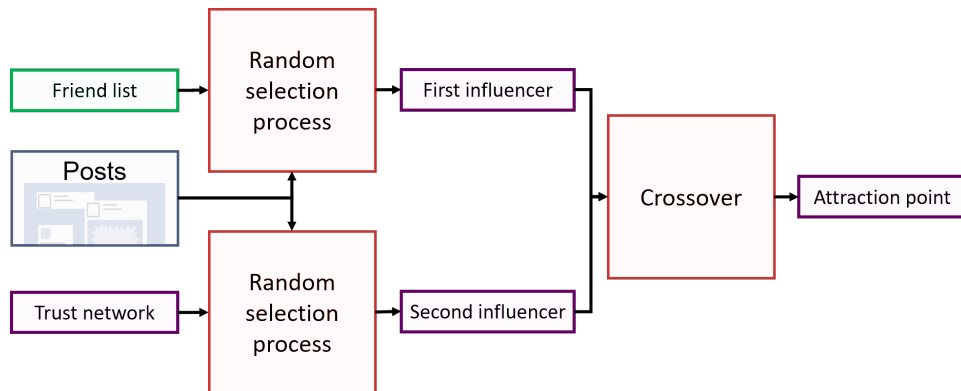 Friend list
Random
selection
process
First influencer
Posts
Crossover
Attraction point
Trust network
Random
selection
process
Second influencer